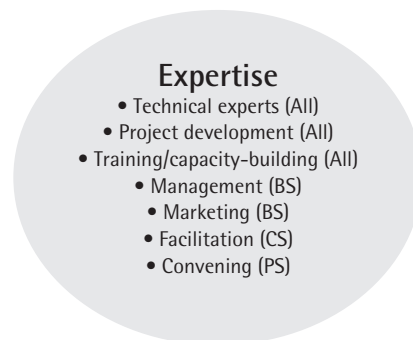 Expertise
• Technical experts (All)
• Project development (All)
• Training/capacity-building (All)
• Management (BS)
• Marketing (BS)
• Facilitation (CS)
• Convening (PS)